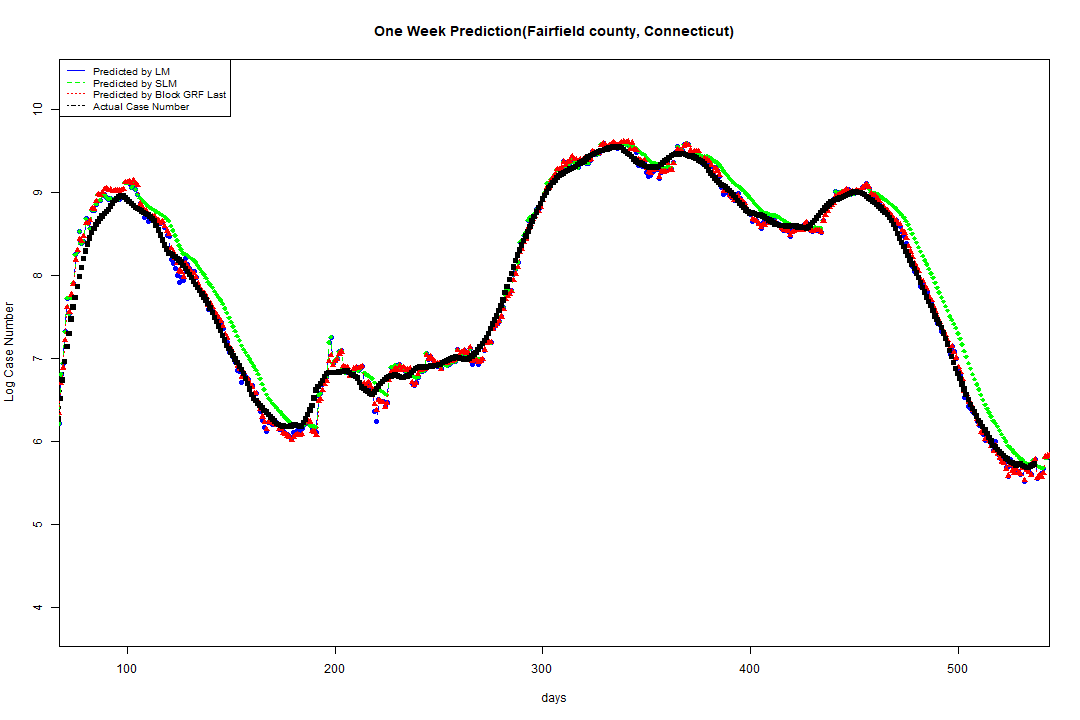 One Week Prediction(Fairfield county, Connecticut)
Predicted by LM
Predicted by SLM
Predicted by Block GRF Last
Actual Case Number
10
9
8
7
6
5
4
Log Case Number
100 200 300 400 500
days